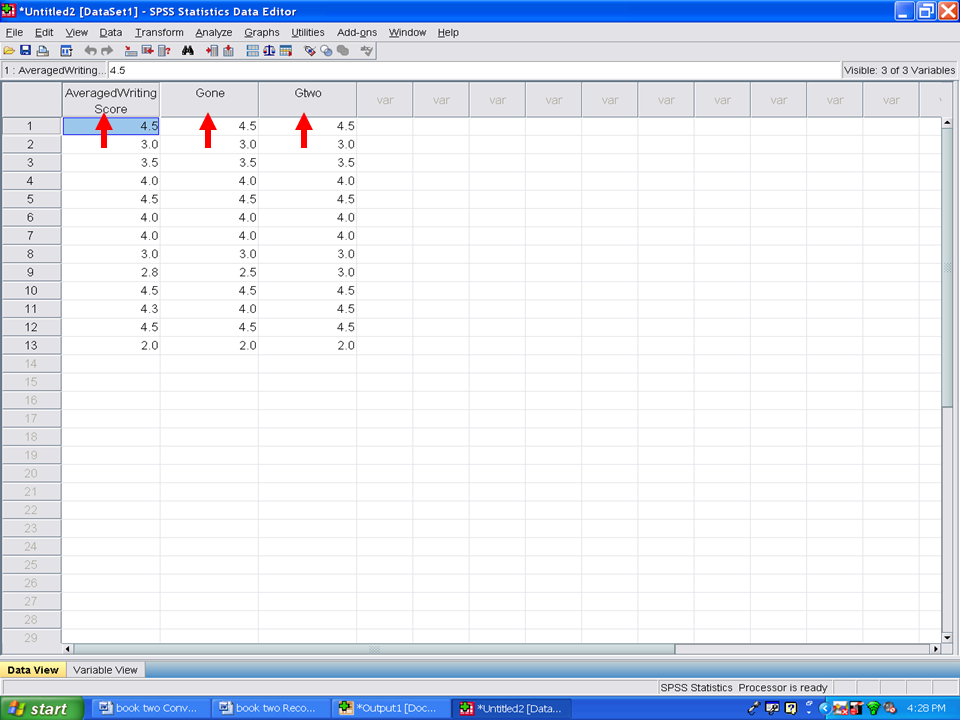 *Untitled2 [DataSet1] - SPSS Statistics Data Editor
File Edit View Data Transform Analyze Graphs Utilities Add-ons Window Help
1 : AveragedWriting... 4.5 Visible: 3 of 3 Variables
AveragedWriting Gone Gtwo var var var var var var var var var var
Score
1 4.5 4.5 4.5
2 3.0 3.0 3.0
3 3.5 3.5 3.5
4 4.0 4.0 4.0
5 4.5 4.5 4.5
6 4.0 4.0 4.0
7 4.0 4.0 4.0
8 3.0 3.0 3.0
9 2.8 2.5 3.0
10 4.5 4.5 4.5
11 4.3 4.0 4.5
12 4.5 4.5 4.5
13 2.0 2.0 2.0
14
15
16
17
18
19
20
21
22
23
24
25
26
27
28
29
Data View Variable View
SPSS Statistics Processor is ready
start book two Conv... book two Reco... *Output1 [Doc... *Untitled2 [Data... 4:28 PM